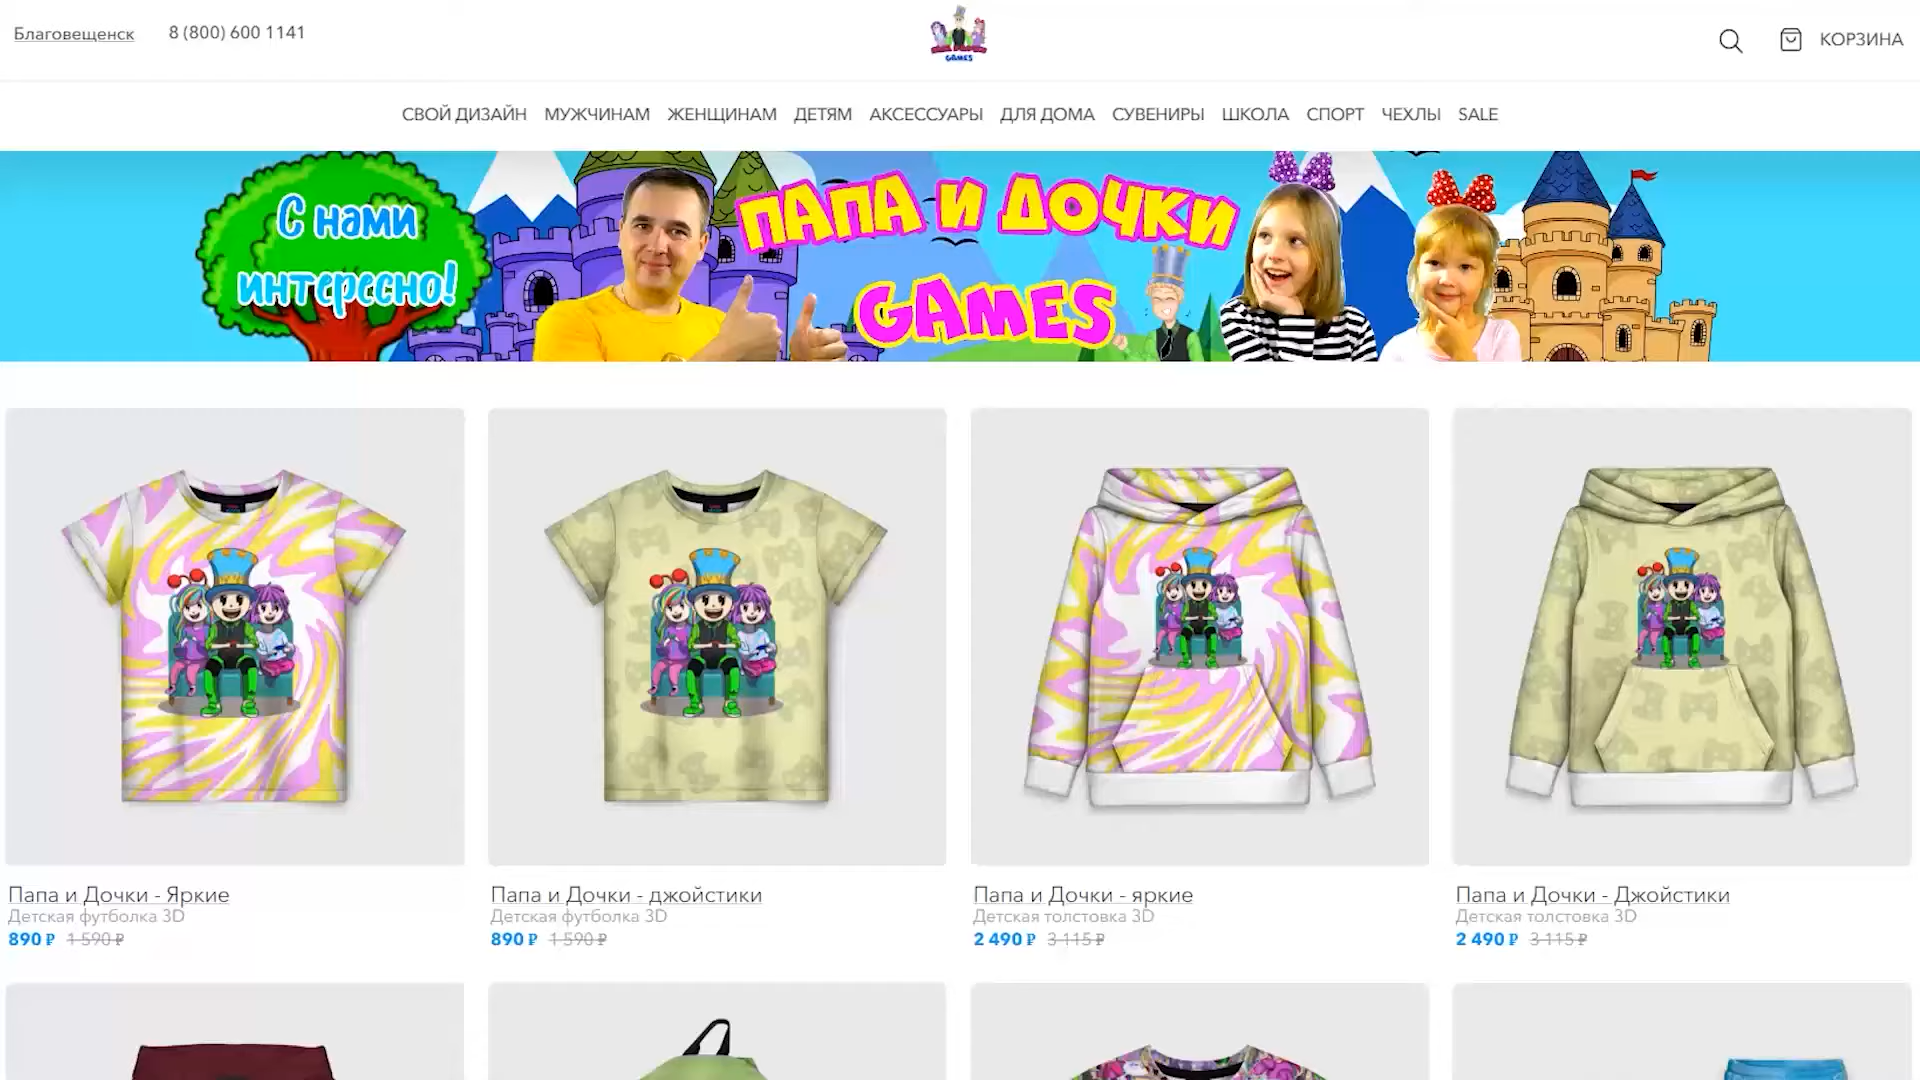 Благовещенск
8 (800) 600 1141
GAMES
КОРЗИНА
СВОЙ ДИЗАЙН МУЖЧИНАМ ЖЕНЩИНАМ ДЕТЯМ АКСЕССУАРЫ ДЛЯ ДОМА СУВЕНИРЫ ШКОЛА СПОРТ ЧЕХЛЫ SALE
С нами
интересно!
ПАПА И ДОЧКИ
GAMES
Папа и Дочки - Яркие
Детская футболка 3D
890 ₽ 1 590 ₽
Папа и Дочки - джойстики
Детская футболка 3D
890 ₽ 1 590 ₽
Папа и Дочки - яркие
Детская толстовка 3D
2 490 ₽ 3 115 ₽
Папа и Дочки - Джойстики
Детская толстовка 3D
2 490 ₽ 3 115 ₽